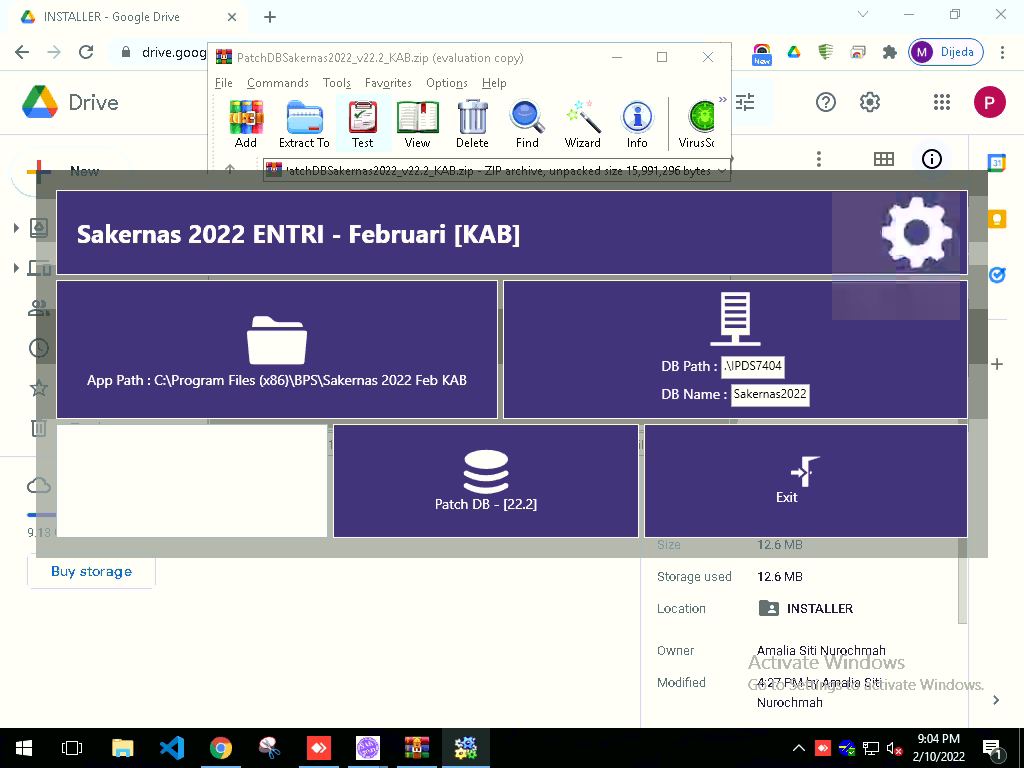 INSTALLER - Google Drive
drive.goog
New
Dijeda
M
PatchDBSakernas2022_v22.2_KAB.zip (evaluation copy)
File Commands Tools Favorites Options Help
Drive
P
Add Extract To Test View Delete Find Wizard Info VirusSc
atchDBSakernas2022_v22.2_KAB.zip - ZIP archive, unpacked size 15,991,296 bytes
New
31
Sakernas 2022 ENTRI - Februari [KAB]
App Path : C:\Program Files (x86)\BPS\Sakernas 2022 Feb KAB
DB Path : .\IPDS7404
DB Name : Sakernas2022
Patch DB - [22.2]
Exit
9.13
Size 12.6 MB
Buy storage
Storage used 12.6 MB
Location INSTALLER
Owner Amalia Siti Nurochmah
Activate Windows
Modified 4:27 PM by Amalia Siti
Nurochmah
Go to Settings to activate Windows.
9:04 PM
2/10/2022
1